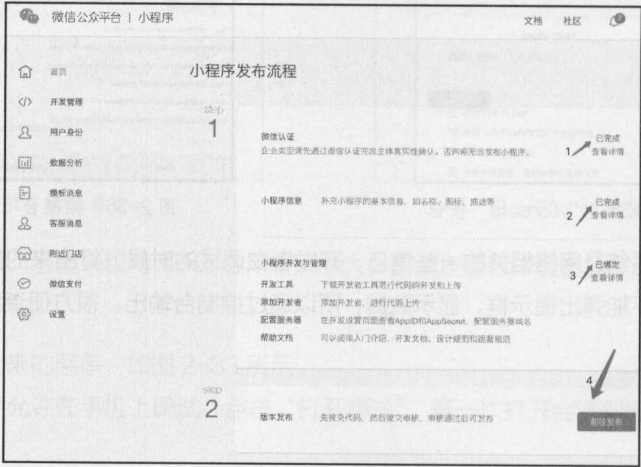 微信公众平台 | 小程序
文档 社区
首页
开发管理
用户身份
数据分析
模板消息
客服消息
附近门店
微信支付
设置
小程序发布流程
step
1
微信认证
企业类型请先通过微信认证完成主体真实性确认，否则将无法发布小程序。
1
已完成
查看详情
小程序信息 补充小程序的基本信息，如名称、图标、描述等
2
已完成
查看详情
小程序开发与管理
3
已绑定
查看详情
开发工具 下载开发者工具进行代码的开发和上传
添加开发者 添加开发者，进行代码上传
配置服务器 在开发设置页面查看AppID和AppSecret，配置服务器域名
帮助文档 可以阅读入门介绍、开发文档、设计规范和运营规范
step
2
版本发布 先提交代码，然后提交审核，审核通过后可发布
4
前往发布